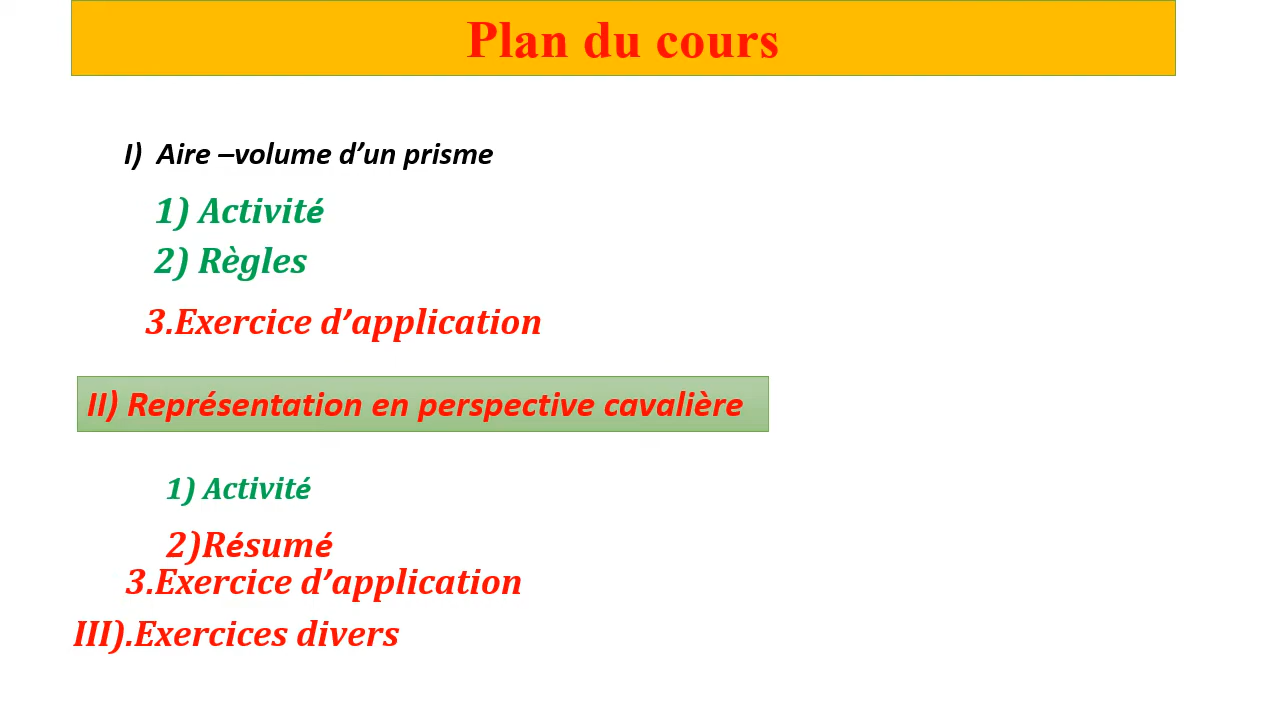 Plan du cours
I) Aire –volume d’un prisme
1) Activité
2) Règles
3.Exercice d’application
II) Représentation en perspective cavalière
1) Activité
2)Résumé
3.Exercice d’application
III).Exercices divers